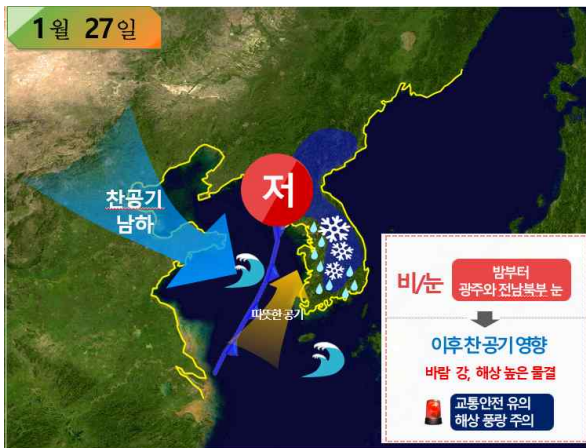 1월 27일
찬공기
남하
저
따뜻한 공기
비/눈
밤부터
광주와 전남북부 눈
이후 찬 공기 영향
바람 강, 해상 높은 물결
교통안전 유의
해상 풍랑 주의